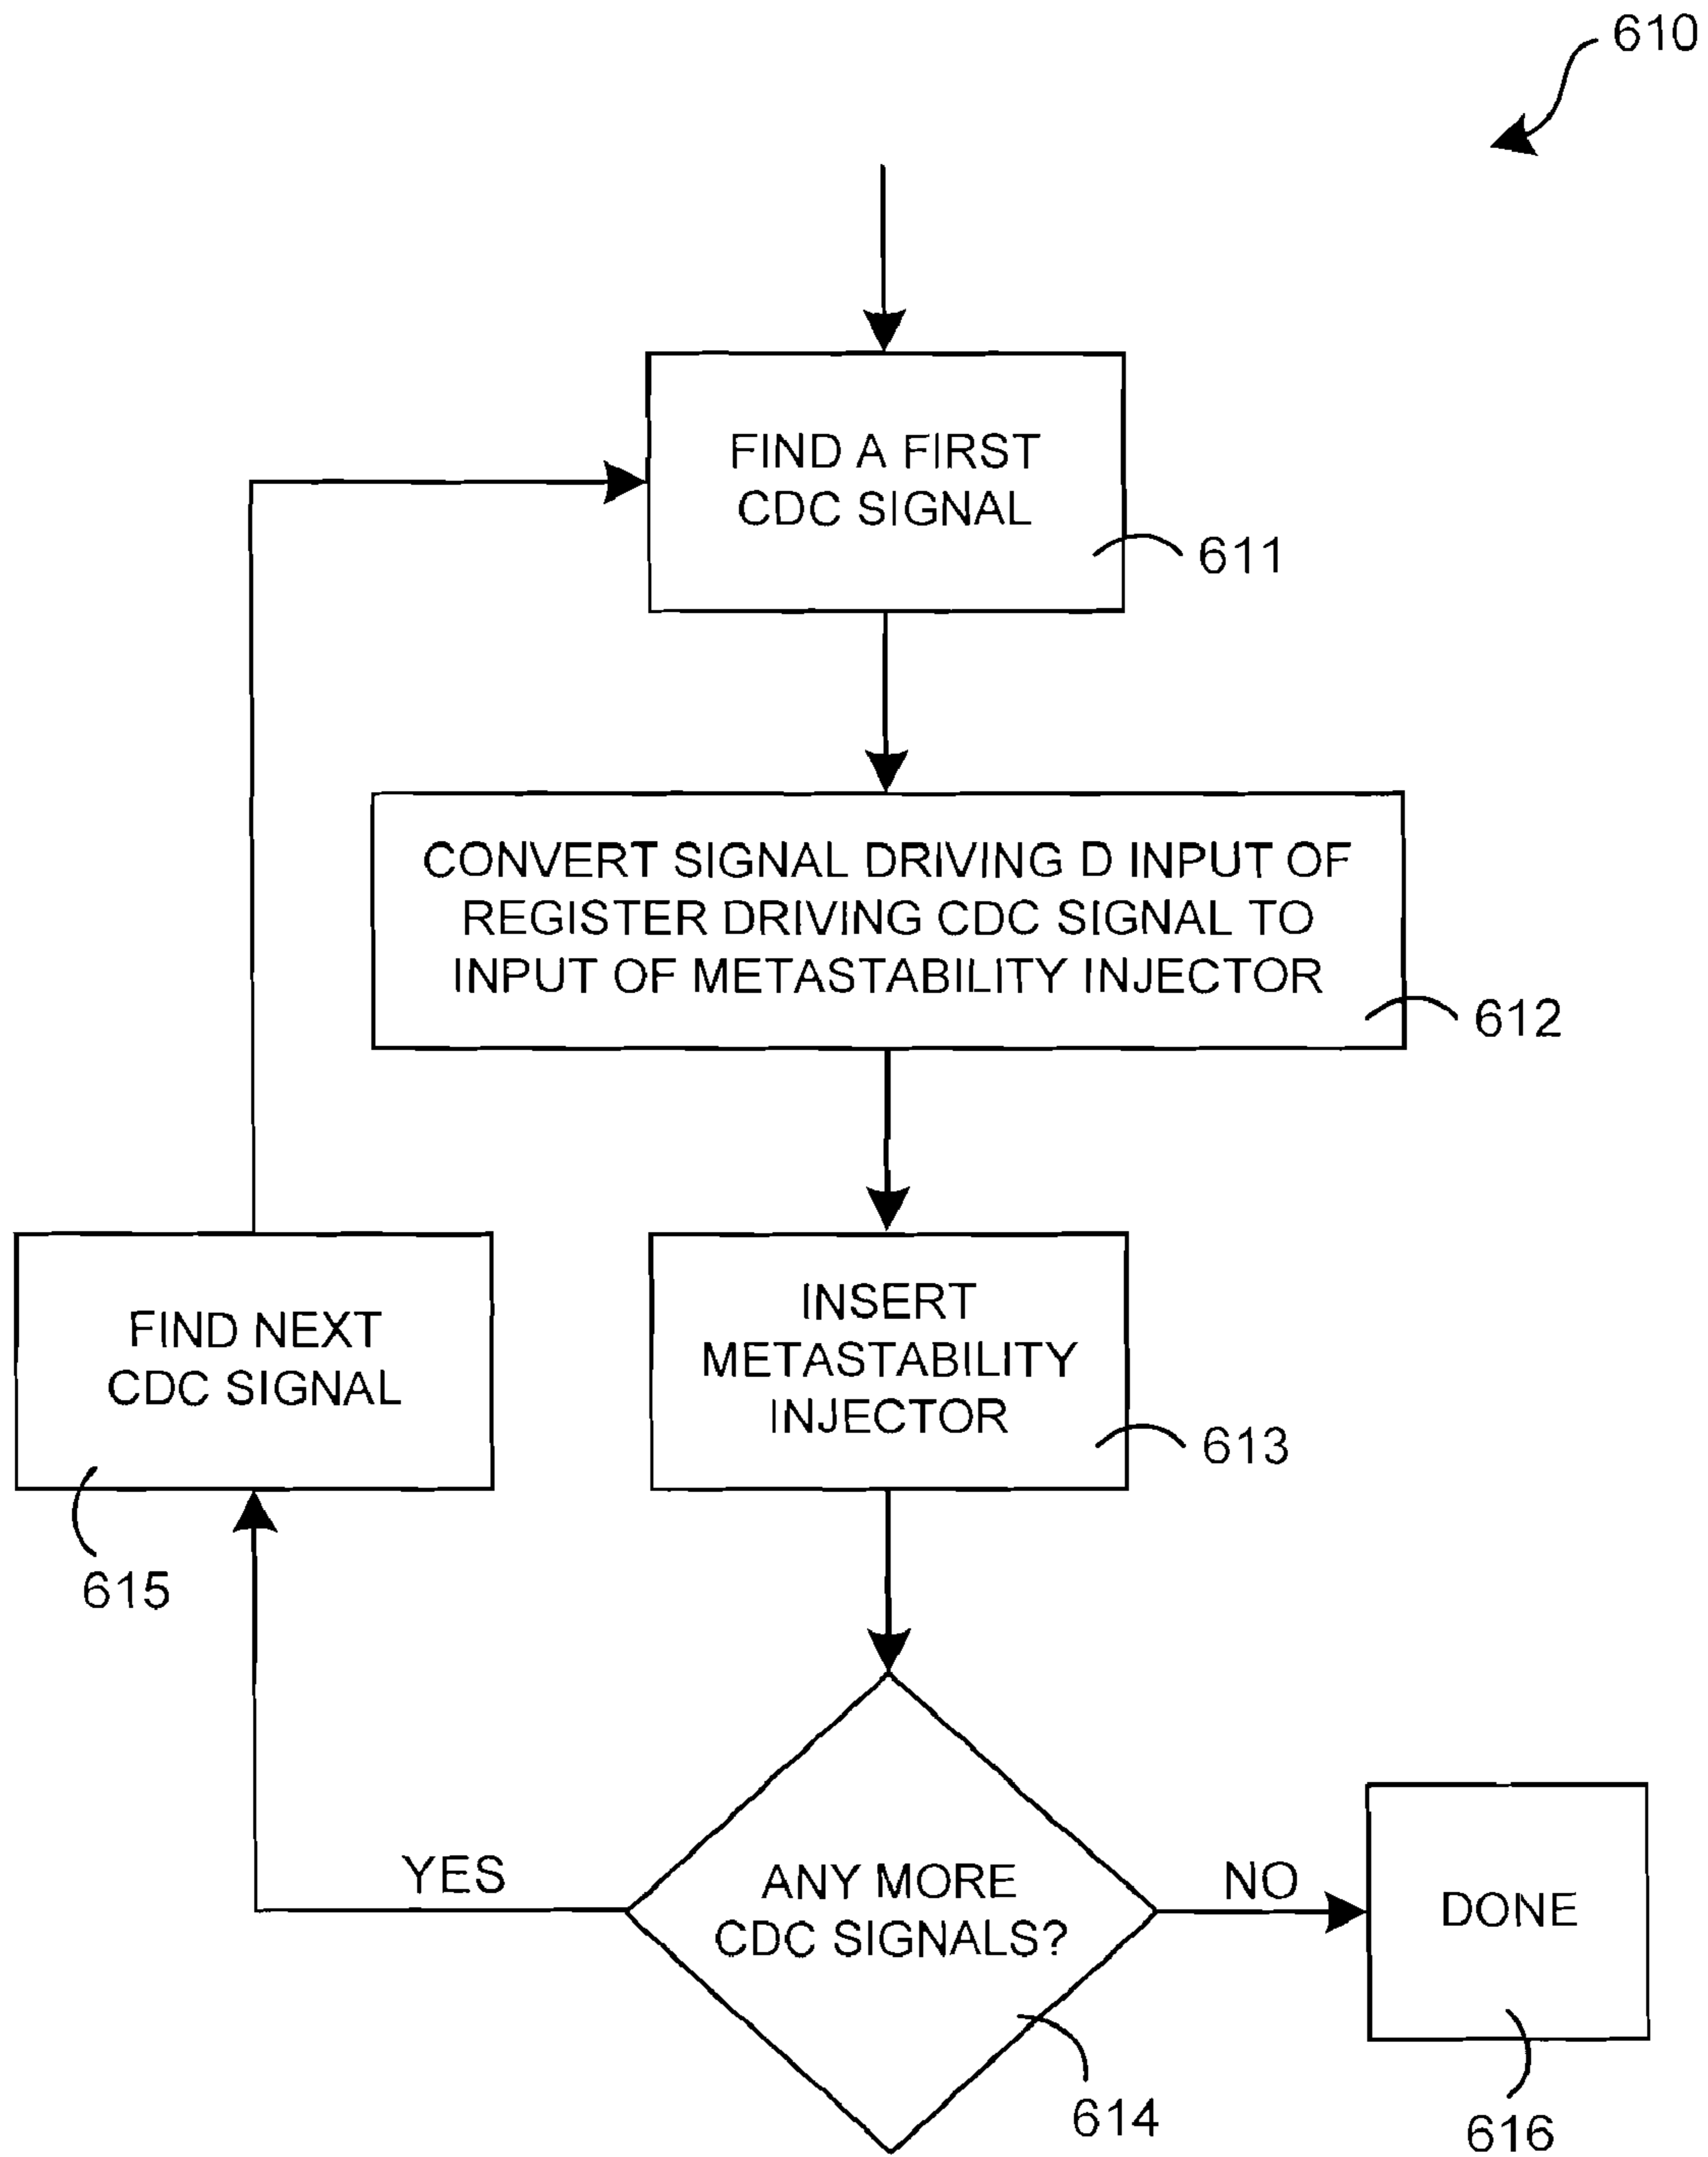 610
FIND A FIRST
CDC SIGNAL
611
CONVERT SIGNAL DRIVING D INPUT OF
REGISTER DRIVING CDC SIGNAL TO
INPUT OF METASTABILITY INJECTOR
612
FIND NEXT
CDC SIGNAL
615
INSERT
METASTABILITY
INJECTOR
613
YES
ANY MORE
CDC SIGNALS?
614
NO
DONE
616